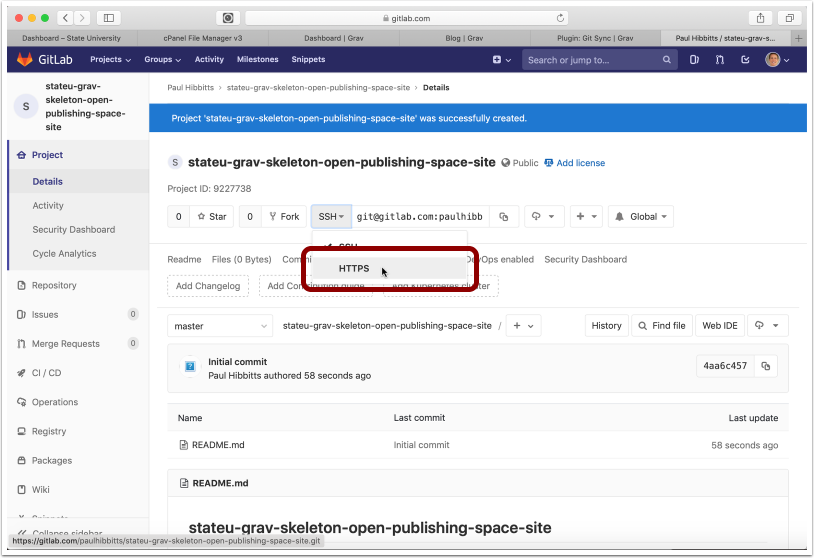 gitlab.com
Dashboard – State University
cPanel File Manager v3
Dashboard | Grav
Blog | Grav
Plugin: Git Sync | Grav
Paul Hibbitts / stateu-grav-s...
GitLab
Projects
Groups
Activity
Milestones
Snippets
Search or jump to...
S
stateu-grav-skeleton-open-publishing-space-site
Project
Details
Activity
Security Dashboard
Cycle Analytics
Repository
Issues 0
Merge Requests 0
CI / CD
Operations
Registry
Packages
Wiki
Snippets
Collapse sidebar
Paul Hibbitts › stateu-grav-skeleton-open-publishing-space-site › Details
Project 'stateu-grav-skeleton-open-publishing-space-site' was successfully created.
S stateu-grav-skeleton-open-publishing-space-site Public Add license
Project ID: 9227738
0 Star 0 Fork SSH git@gitlab.com:paulhibb + Global
SSH
HTTPS
Readme Files (0 Bytes) Commi DevOps enabled Security Dashboard
Add Changelog Add Contribution guide Add Kubernetes cluster
master stateu-grav-skeleton-open-publishing-space-site / + History Find file Web IDE
Initial commit
Paul Hibbitts authored 58 seconds ago
4aa6c457
Name Last commit Last update
README.md Initial commit 58 seconds ago
README.md
stateu-grav-skeleton-open-publishing-space-site
https://gitlab.com/paulhibbitts/stateu-grav-skeleton-open-publishing-space-site.git